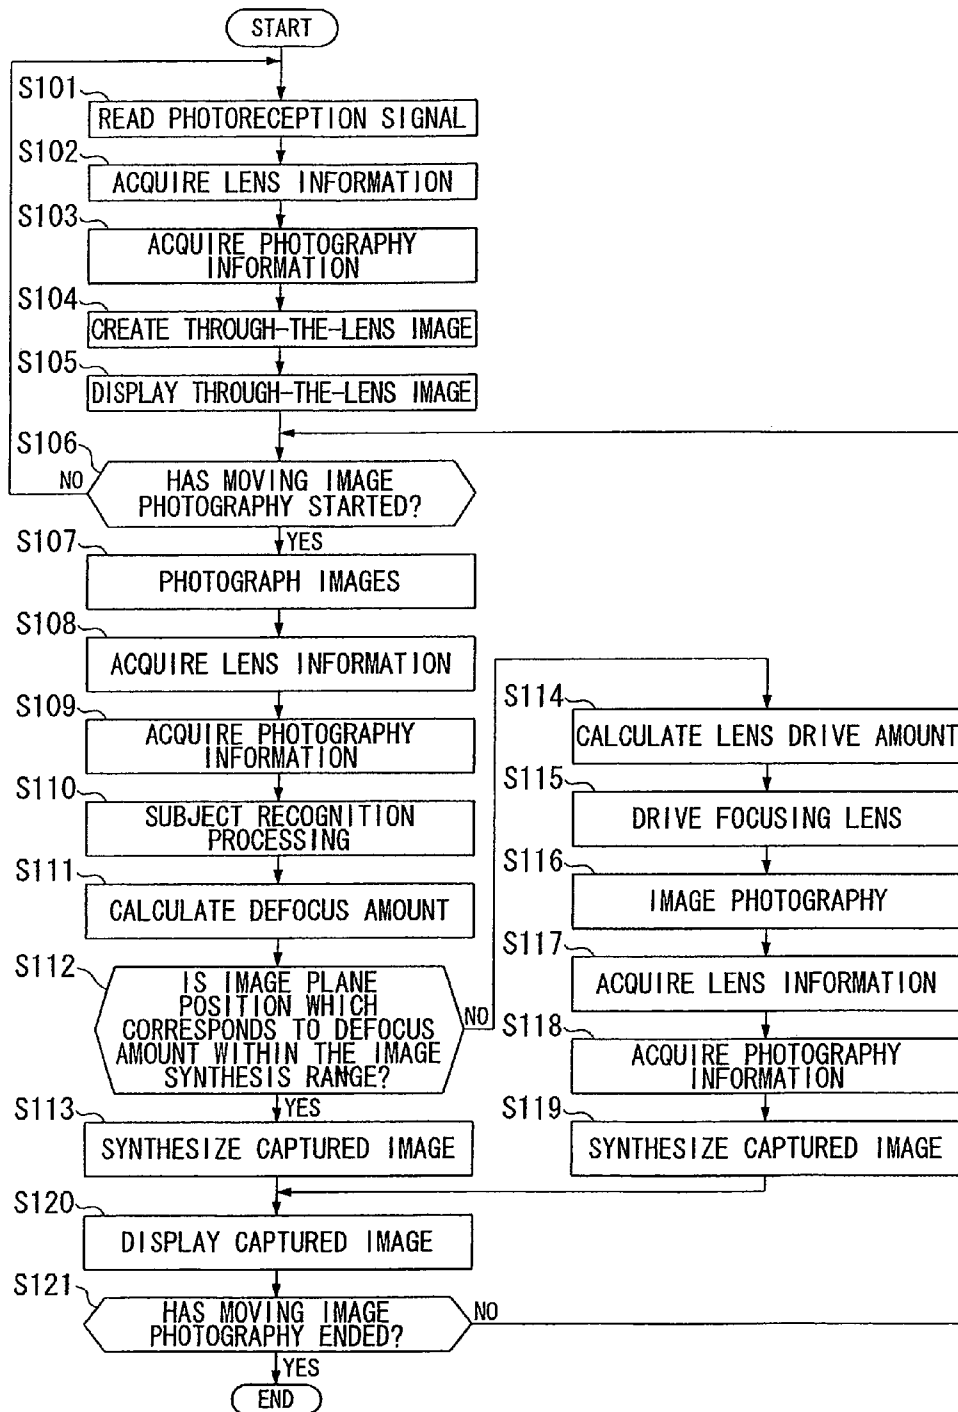 START
S101
READ PHOTORECEPTION SIGNAL
S102
ACQUIRE LENS INFORMATION
S103
ACQUIRE PHOTOGRAPHY
INFORMATION
S104
CREATE THROUGH-THE-LENS IMAGE
S105
DISPLAY THROUGH-THE-LENS IMAGE
S106
NO
HAS MOVING IMAGE
PHOTOGRAPHY STARTED?
YES
S107
PHOTOGRAPH IMAGES
S108
ACQUIRE LENS INFORMATION
S109
ACQUIRE PHOTOGRAPHY
INFORMATION
S110
SUBJECT RECOGNITION
PROCESSING
S111
CALCULATE DEFOCUS AMOUNT
S112
IS IMAGE PLANE
POSITION WHICH
CORRESPONDS TO DEFOCUS
AMOUNT WITHIN THE IMAGE
SYNTHESIS RANGE?
NO
YES
S113
SYNTHESIZE CAPTURED IMAGE
S114
CALCULATE LENS DRIVE AMOUNT
S115
DRIVE FOCUSING LENS
S116
IMAGE PHOTOGRAPHY
S117
ACQUIRE LENS INFORMATION
S118
ACQUIRE PHOTOGRAPHY
INFORMATION
S119
SYNTHESIZE CAPTURED IMAGE
S120
DISPLAY CAPTURED IMAGE
S121
HAS MOVING IMAGE
PHOTOGRAPHY ENDED?
NO
YES
END